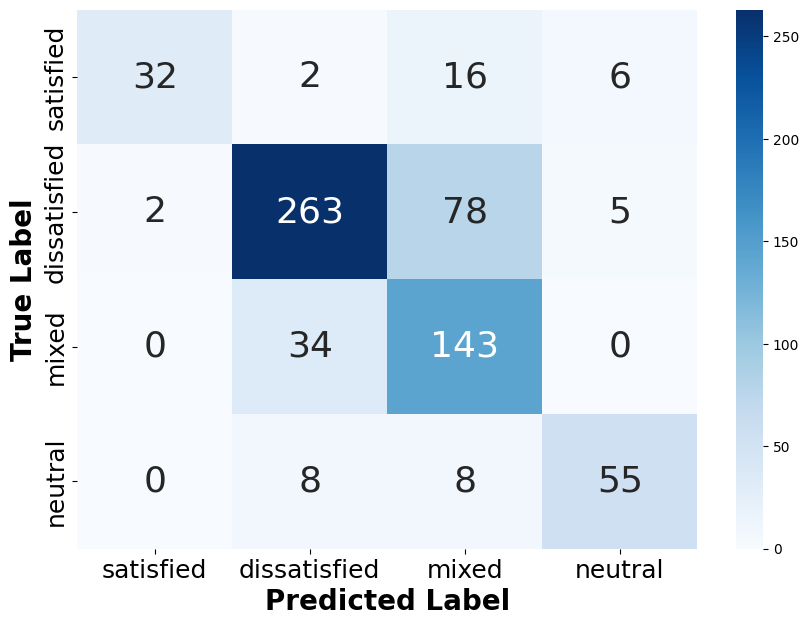 True Label
satisfied
32 2 16 6
dissatisfied
2 263 78 5
mixed
0 34 143 0
neutral
0 8 8 55
satisfied dissatisfied mixed neutral
Predicted Label
250
200
150
100
50
0